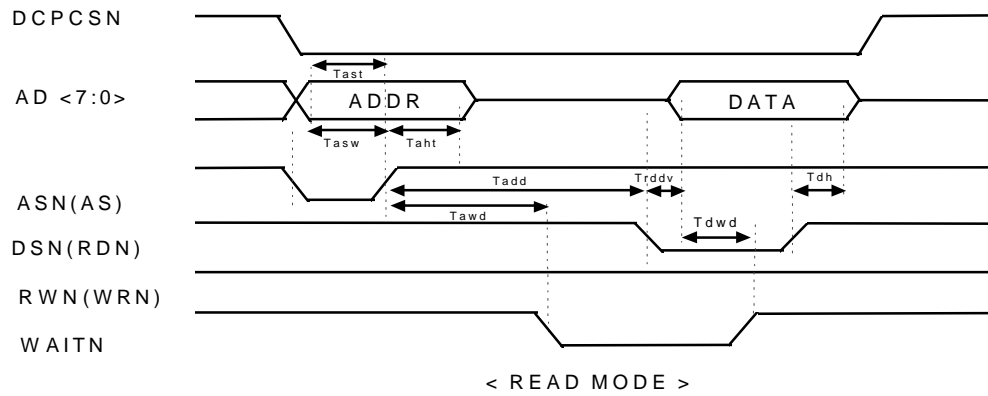 DCPCSN
Tast
AD <7:0>
ADDR
DATA
Tasw
Taht
Tadd
Trddv
Tdh
ASN(AS)
Tawd
Tdwd
DSN(RDN)
RWN(WRN)
WAITN
< READ MODE >